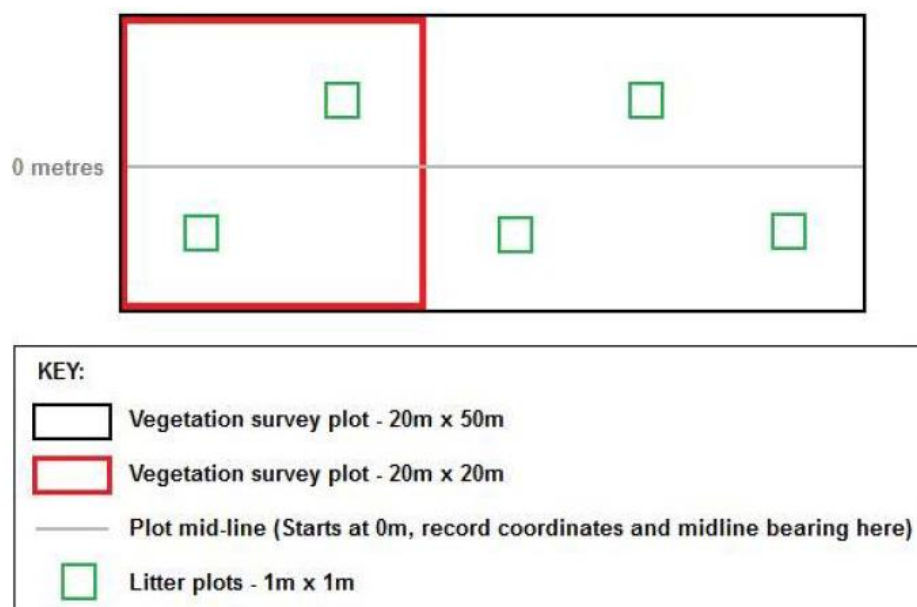 0 metres
KEY:
Vegetation survey plot - 20m x 50m
Vegetation survey plot - 20m x 20m
Plot mid-line (Starts at 0m, record coordinates and midline bearing here)
Litter plots - 1m x 1m